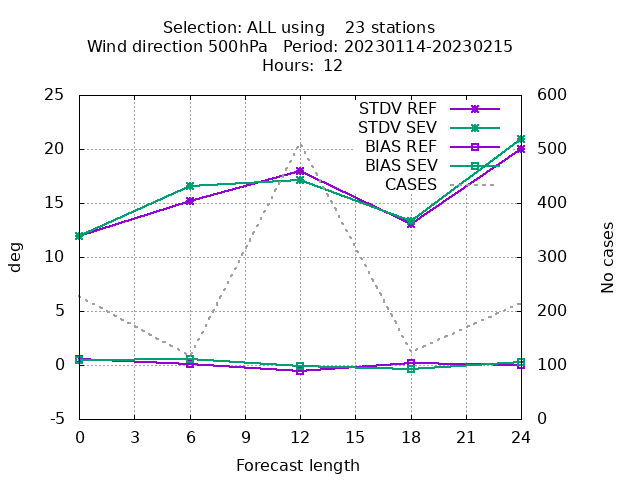 Selection: ALL using    23 stations
Wind direction 500hPa   Period: 20230114-20230215
Hours:  12
25
20
15
10
5
0
-5
600
500
400
300
200
100
0
STDV REF
STDV SEV
BIAS REF
BIAS SEV
CASES
deg
No cases
0 3 6 9 12 15 18 21 24
Forecast length